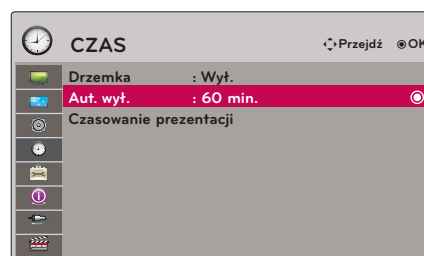 CZAS Przejdź OK
Drzemka : Wył.
Aut. wył. : 60 min.
Czasowanie prezentacji